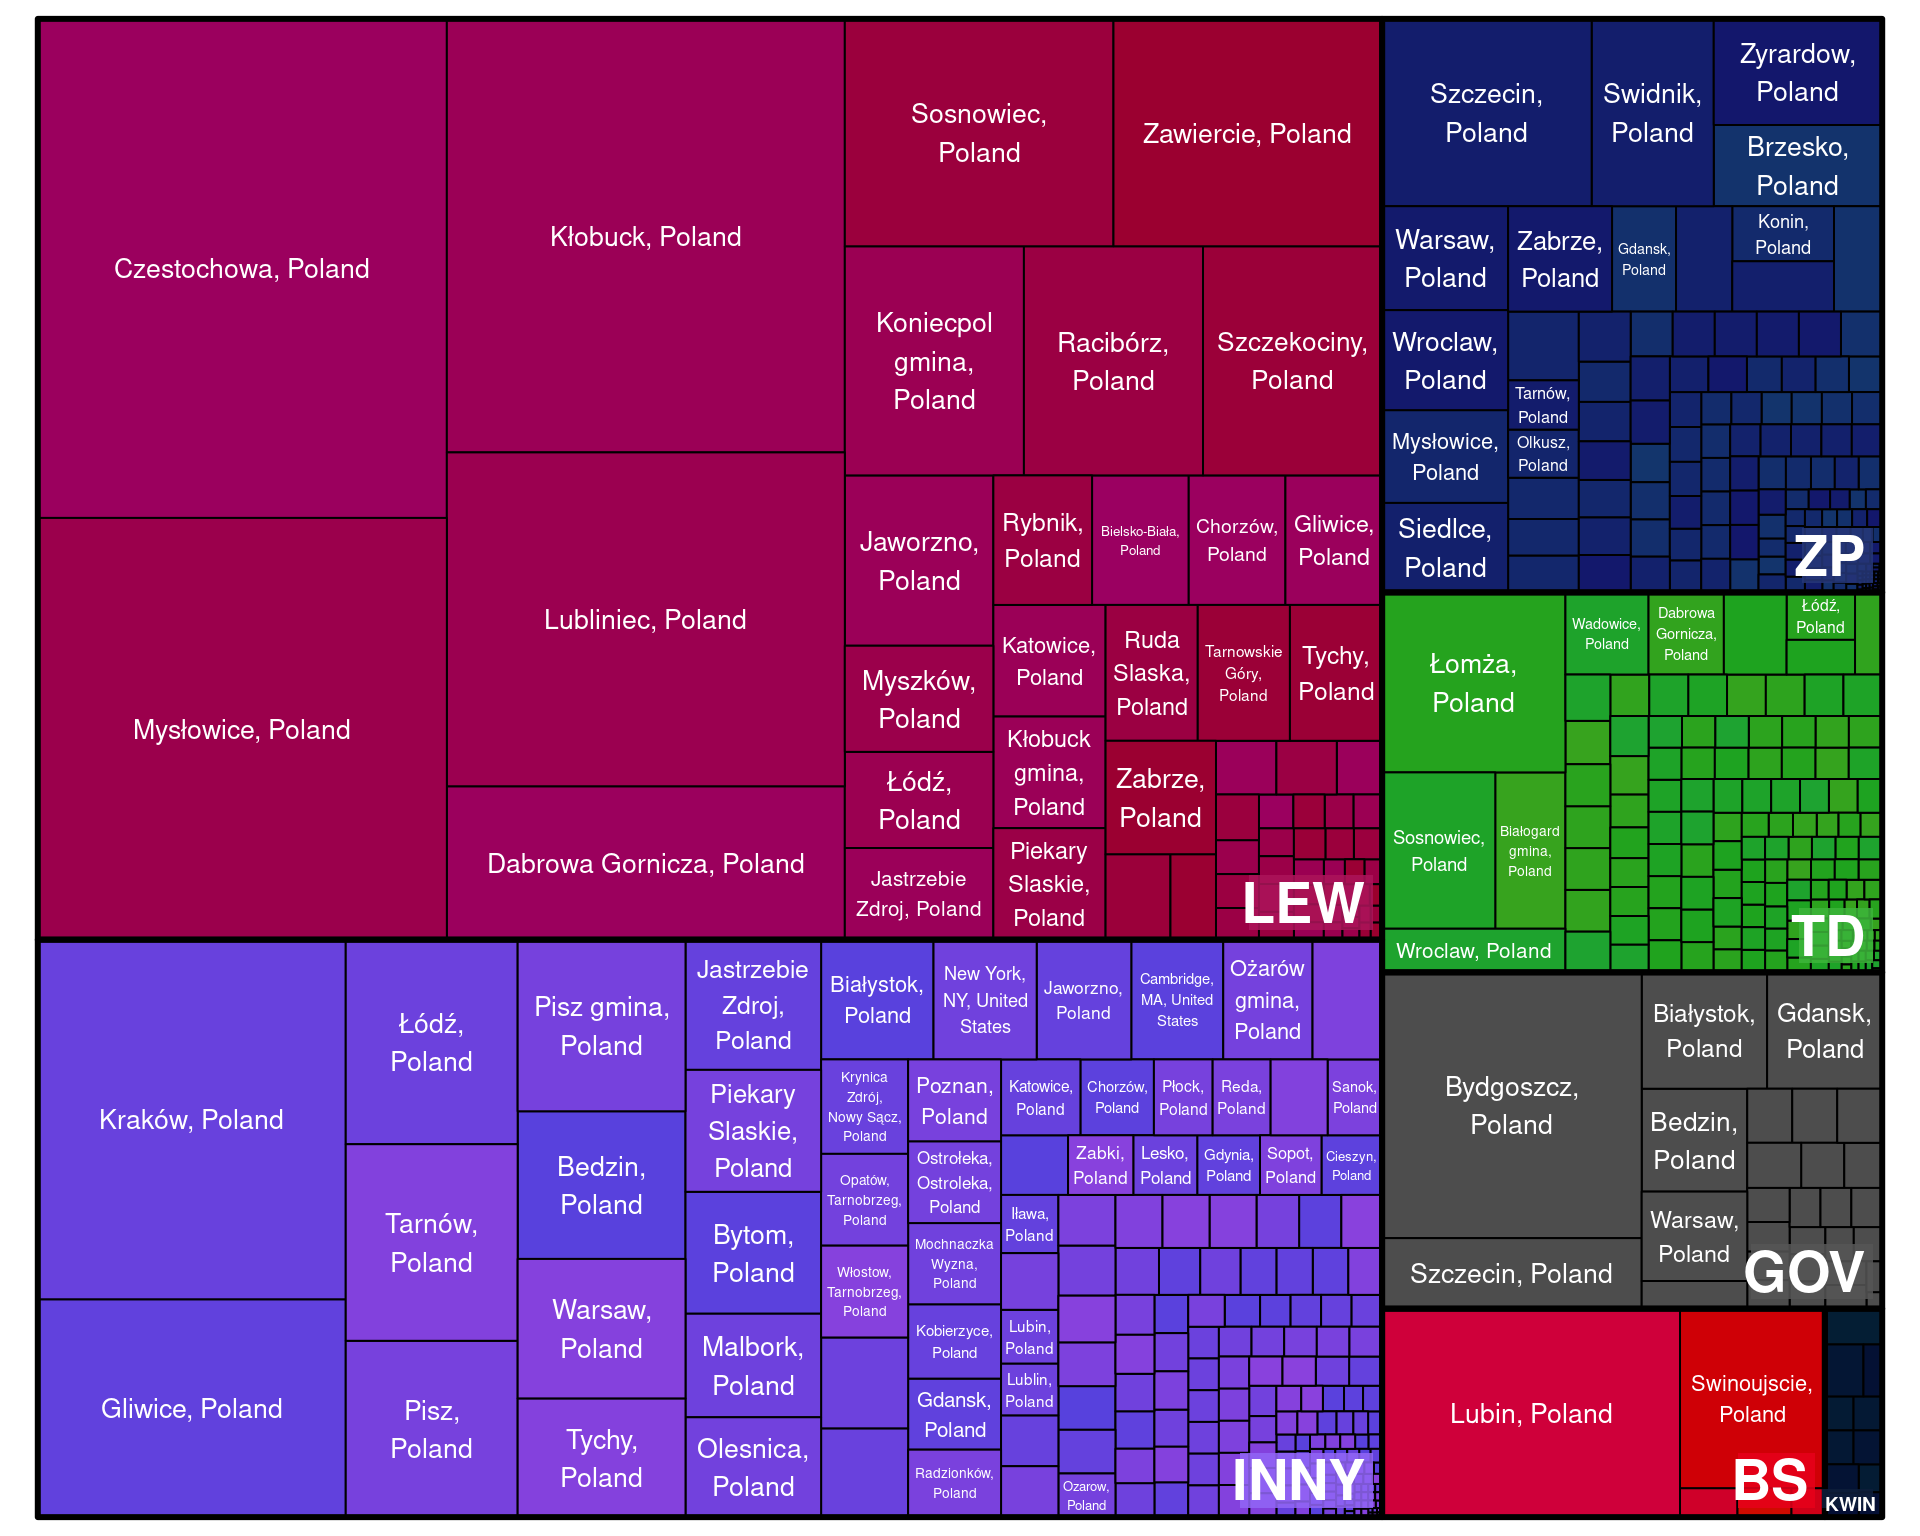 Czestochowa, Poland
Mysłowice, Poland
Kłobuck, Poland
Lubliniec, Poland
Dabrowa Gornicza, Poland
Sosnowiec,
Poland
Zawiercie, Poland
Koniecpol
gmina,
Poland
Racibórz,
Poland
Szczekociny,
Poland
Jaworzno,
Poland
Myszków,
Poland
Łódź,
Poland
Jastrzebie
Zdroj, Poland
Rybnik,
Poland
Bielsko-Biała,
Poland
Chorzów,
Poland
Gliwice,
Poland
Katowice,
Poland
Kłobuck
gmina,
Poland
Piekary
Slaskie,
Poland
Ruda
Slaska,
Poland
Tarnowskie
Góry,
Poland
Tychy,
Poland
Zabrze,
Poland
LEW
Szczecin,
Poland
Swidnik,
Poland
Zyrardow,
Poland
Brzesko,
Poland
Warsaw,
Poland
Zabrze,
Poland
Gdansk,
Poland
Konin,
Poland
Wroclaw,
Poland
Mysłowice,
Poland
Siedlce,
Poland
Tarnów,
Poland
Olkusz,
Poland
ZP
Łomża,
Poland
Wadowice,
Poland
Dabrowa
Gornicza,
Poland
Łódź,
Poland
Sosnowiec,
Poland
Białogard
gmina,
Poland
Wroclaw, Poland
TD
Kraków, Poland
Gliwice, Poland
Łódź,
Poland
Tarnów,
Poland
Pisz,
Poland
Pisz gmina,
Poland
Bedzin,
Poland
Warsaw,
Poland
Tychy,
Poland
Jastrzebie
Zdroj,
Poland
Piekary
Slaskie,
Poland
Bytom,
Poland
Malbork,
Poland
Olesnica,
Poland
Białystok,
Poland
New York,
NY, United
States
Jaworzno,
Poland
Cambridge,
MA, United
States
Ożarów
gmina,
Poland
Krynica
Zdrój,
Nowy Sącz,
Poland
Opatów,
Tarnobrzeg,
Poland
Włostow,
Tarnobrzeg,
Poland
Poznan,
Poland
Ostrołeka,
Ostroleka,
Poland
Mochnaczka
Wyzna,
Poland
Kobierzyce,
Poland
Gdansk,
Poland
Radzionków,
Poland
Katowice,
Poland
Chorzów,
Poland
Płock,
Poland
Reda,
Poland
Sanok,
Poland
Zabki,
Poland
Lesko,
Poland
Gdynia,
Poland
Sopot,
Poland
Cieszyn,
Poland
Iława,
Poland
Lubin,
Poland
Lublin,
Poland
Ozarow,
Poland
INNY
Bydgoszcz,
Poland
Szczecin, Poland
Białystok,
Poland
Gdansk,
Poland
Bedzin,
Poland
Warsaw,
Poland
GOV
Lubin, Poland
Swinoujscie,
Poland
BS
KWIN